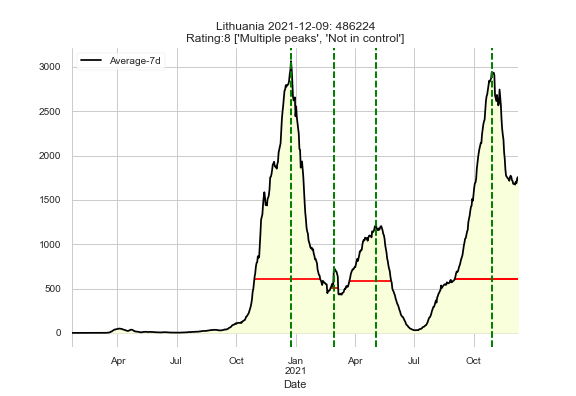 Lithuania 2021-12-09: 486224
Rating:8 ['Multiple peaks', 'Not in control']
Average-7d
3000
2500
2000
1500
1000
500
0
Apr Jul Oct Jan Apr Jul Oct
2021
Date